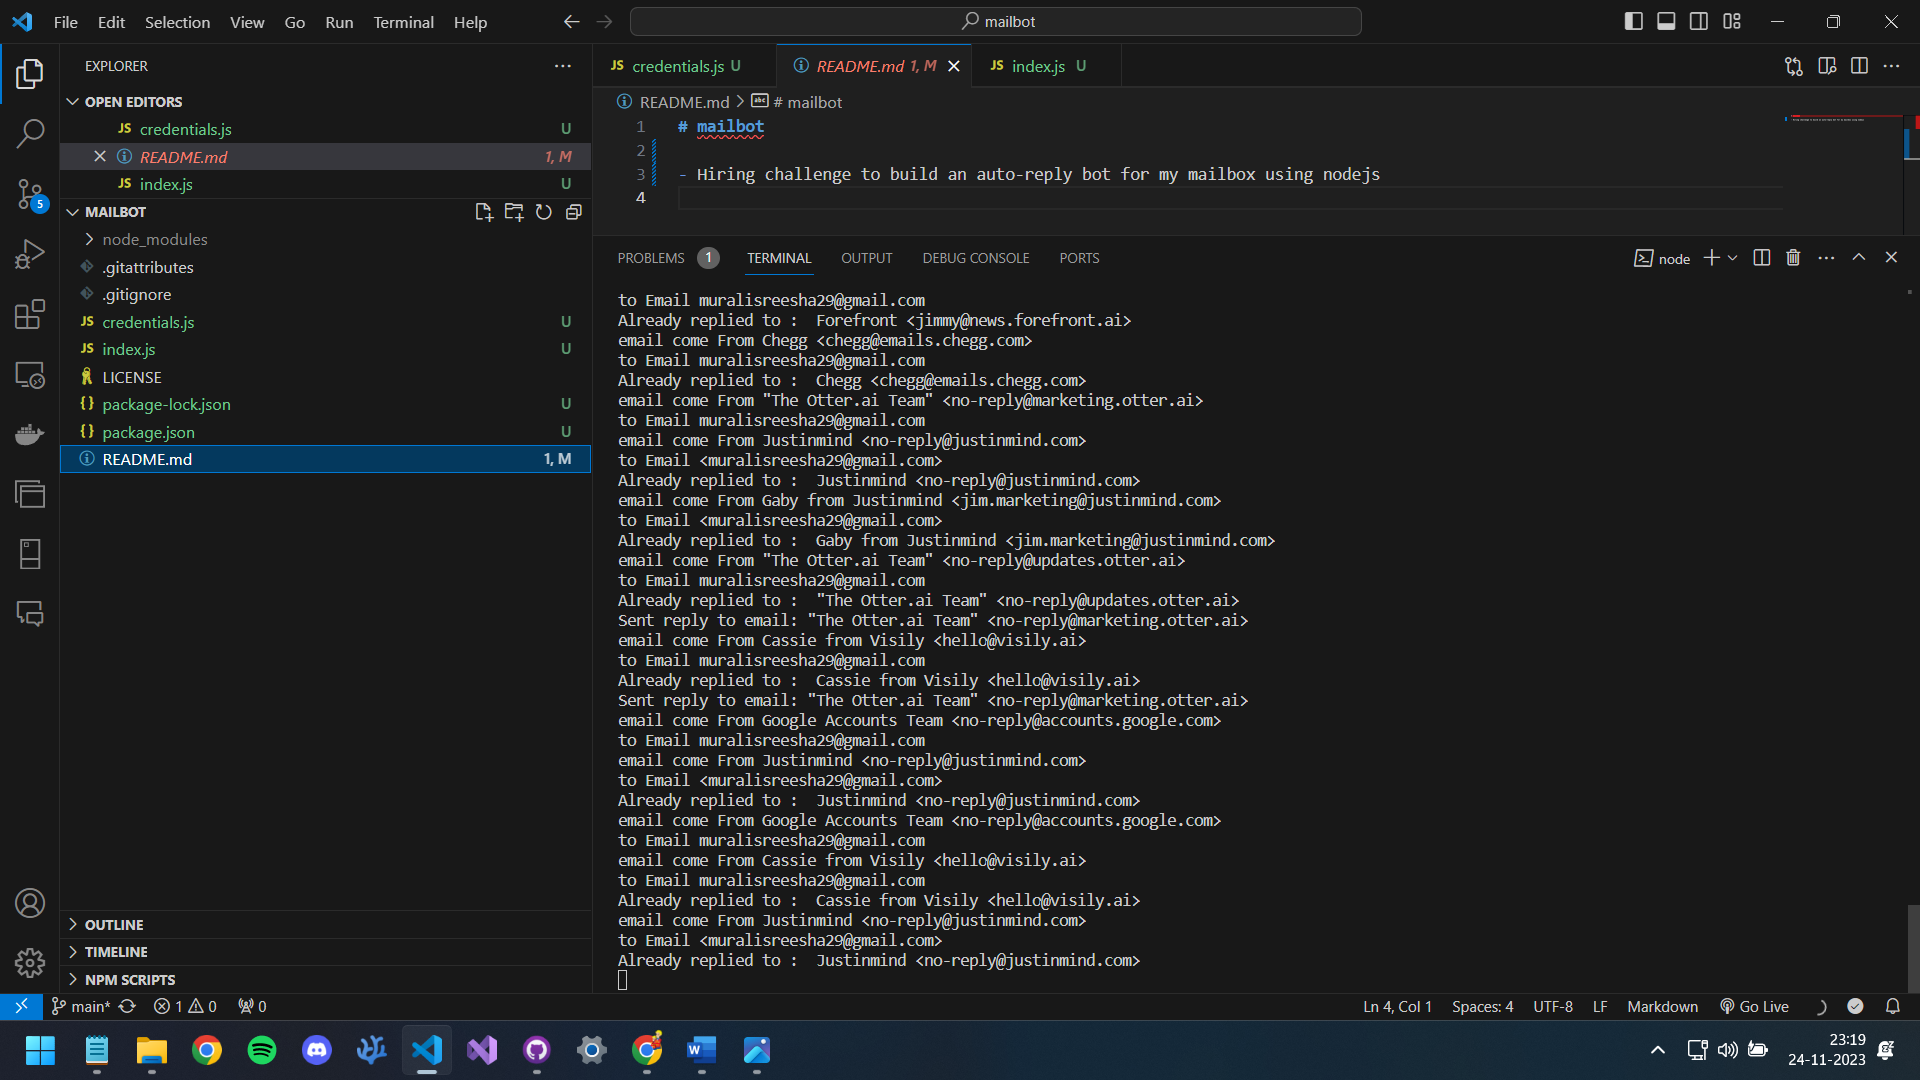 File Edit Selection View Go Run Terminal Help
mailbot
EXPLORER
OPEN EDITORS
JS credentials.js U
README.md 1, M
JS index.js U
MAILBOT
node_modules
.gitattributes
.gitignore
JS credentials.js U
JS index.js U
LICENSE
{} package-lock.json U
{} package.json U
README.md 1, M
OUTLINE
TIMELINE
NPM SCRIPTS
5
JS credentials.js U
README.md 1, M
JS index.js U
README.md > # mailbot
1 # mailbot
2
3 - Hiring challenge to build an auto-reply bot for my mailbox using nodejs
4
PROBLEMS 1 TERMINAL OUTPUT DEBUG CONSOLE PORTS
node
to Email muralisreesha29@gmail.com
Already replied to :  Forefront <jimmy@news.forefront.ai>
email come From Chegg <chegg@emails.chegg.com>
to Email muralisreesha29@gmail.com
Already replied to :  Chegg <chegg@emails.chegg.com>
email come From "The Otter.ai Team" <no-reply@marketing.otter.ai>
to Email muralisreesha29@gmail.com
email come From Justinmind <no-reply@justinmind.com>
to Email <muralisreesha29@gmail.com>
Already replied to :  Justinmind <no-reply@justinmind.com>
email come From Gaby from Justinmind <jim.marketing@justinmind.com>
to Email <muralisreesha29@gmail.com>
Already replied to :  Gaby from Justinmind <jim.marketing@justinmind.com>
email come From "The Otter.ai Team" <no-reply@updates.otter.ai>
to Email muralisreesha29@gmail.com
Already replied to :  "The Otter.ai Team" <no-reply@updates.otter.ai>
Sent reply to email: "The Otter.ai Team" <no-reply@marketing.otter.ai>
email come From Cassie from Visily <hello@visily.ai>
to Email muralisreesha29@gmail.com
Already replied to :  Cassie from Visily <hello@visily.ai>
Sent reply to email: "The Otter.ai Team" <no-reply@marketing.otter.ai>
email come From Google Accounts Team <no-reply@accounts.google.com>
to Email muralisreesha29@gmail.com
email come From Justinmind <no-reply@justinmind.com>
to Email <muralisreesha29@gmail.com>
Already replied to :  Justinmind <no-reply@justinmind.com>
email come From Google Accounts Team <no-reply@accounts.google.com>
to Email muralisreesha29@gmail.com
email come From Cassie from Visily <hello@visily.ai>
to Email muralisreesha29@gmail.com
Already replied to :  Cassie from Visily <hello@visily.ai>
email come From Justinmind <no-reply@justinmind.com>
to Email <muralisreesha29@gmail.com>
Already replied to :  Justinmind <no-reply@justinmind.com>
main* 1 0 0 Ln 4, Col 1 Spaces: 4 UTF-8 LF Markdown Go Live
23:19
24-11-2023